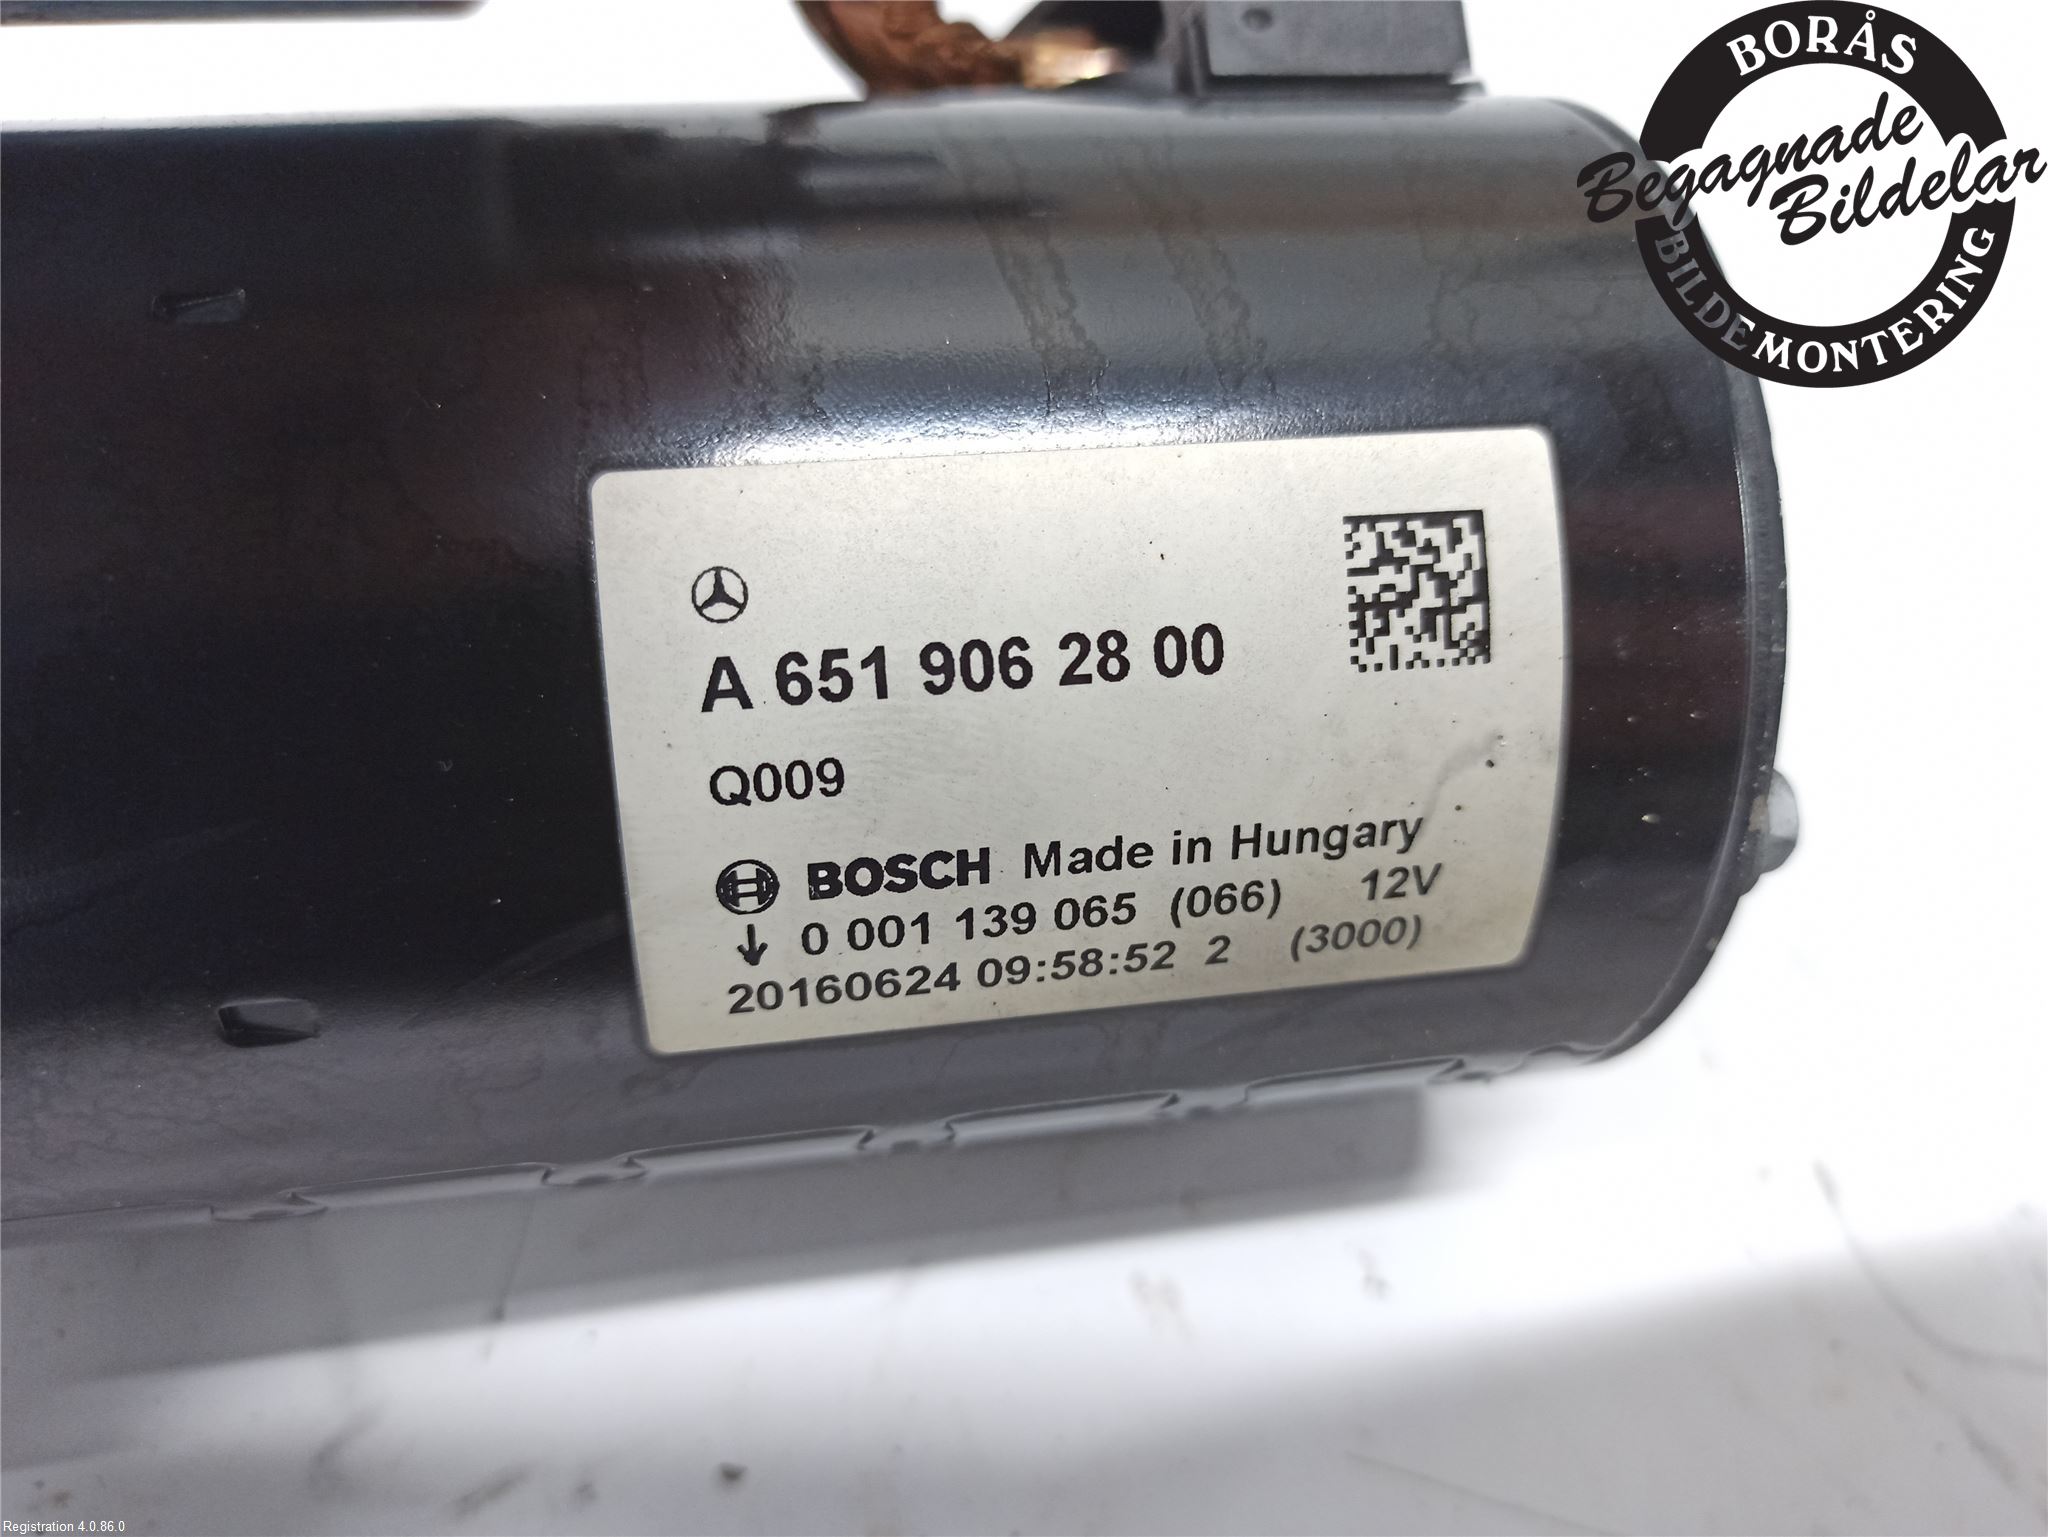 BORÅS
Begagnade
Bildelar
BILDEMONTERING
A 651 906 28 00
Q009
BOSCH Made in Hungary
0 001 139 065 (066) 12V
20160624 09:58:52 2 (3000)
Registration 4.0.86.0